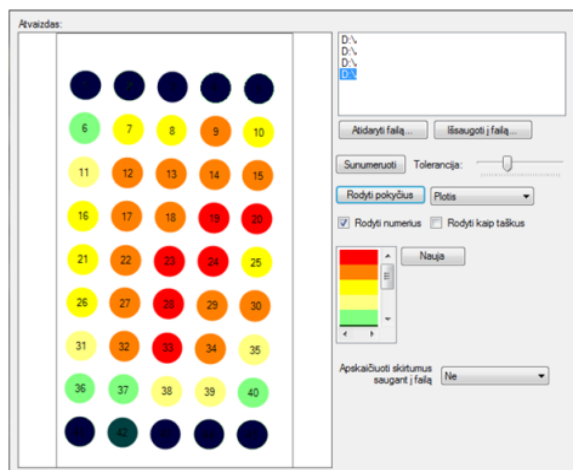 Atvaizdas:
D:\
D:\
D:\
D:\
Atidaryti failą... Išsaugoti į failą...
Sunumeruoti Tolerancija:
Rodyti pokyčius Plotis
Rodyti numerius Rodyti kaip taškus
Nauja
Apskaičiuoti skirtumus
saugant į failą Ne
6 7 8 9 10
11 12 13 14 15
16 17 18 19 20
21 22 23 24 25
26 27 28 29 30
31 32 33 34 35
36 37 38 39 40
42